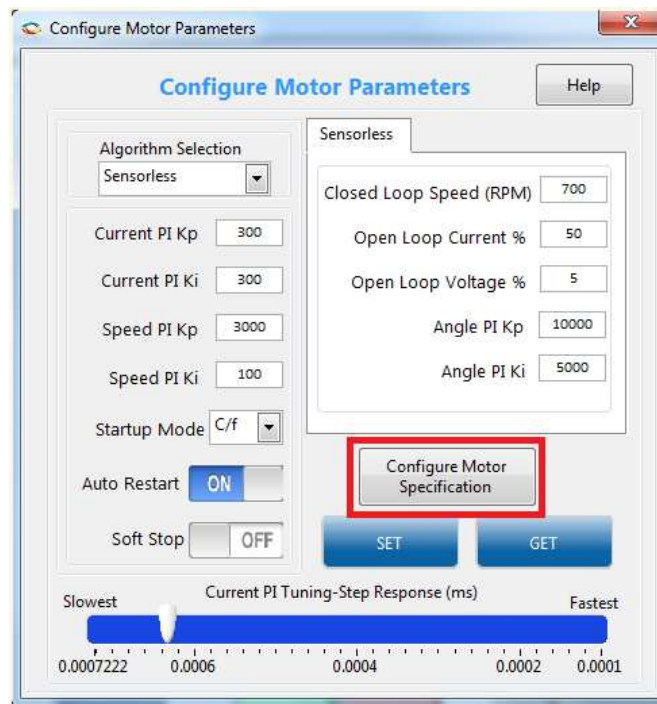 Configure Motor Parameters
x
Configure Motor Parameters
Help
Algorithm Selection
Sensorless
Current PI Kp 300
Current PI Ki 300
Speed PI Kp 3000
Speed PI Ki 100
Startup Mode C/f
Auto Restart ON
Soft Stop OFF
Sensorless
Closed Loop Speed (RPM) 700
Open Loop Current % 50
Open Loop Voltage % 5
Angle PI Kp 10000
Angle PI Ki 5000
Configure Motor
Specification
SET GET
Current PI Tuning-Step Response (ms)
Slowest Fastest
0.0007222 0.0006 0.0004 0.0002 0.0001